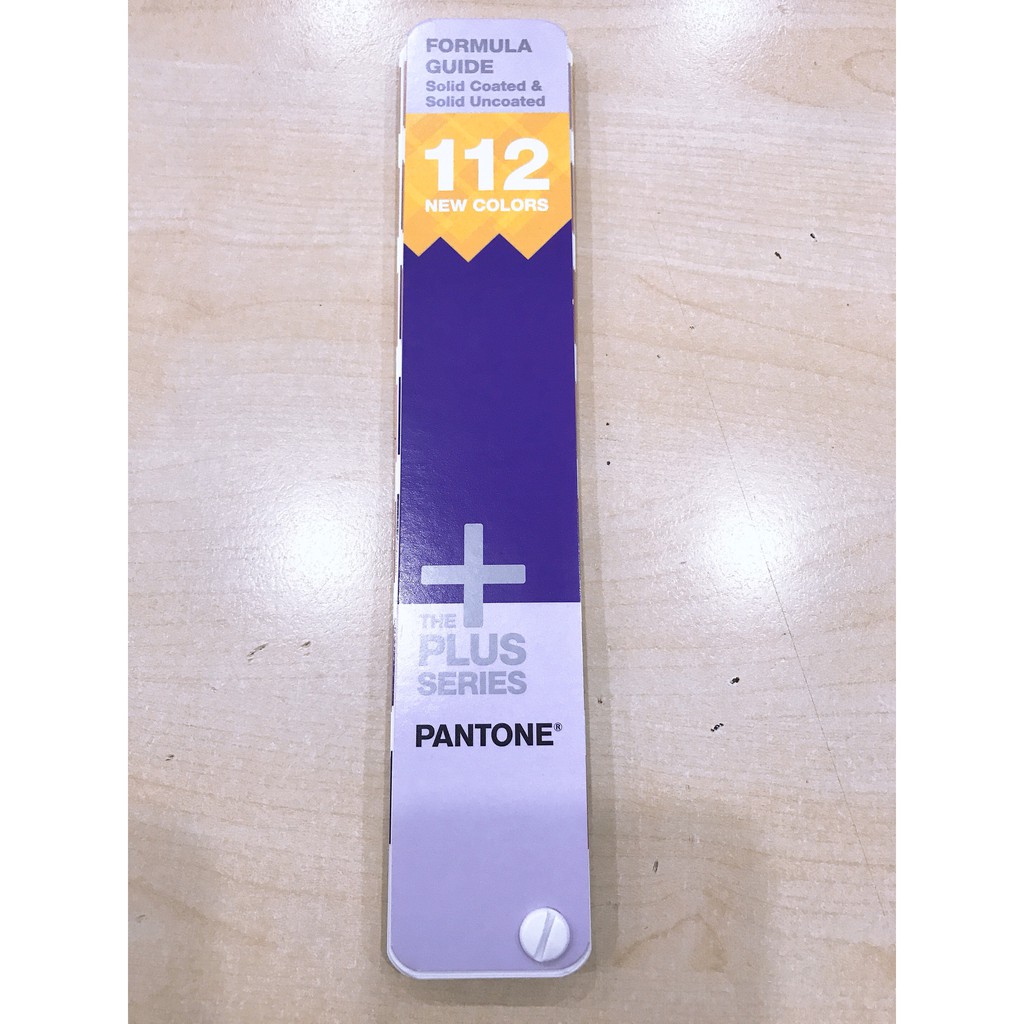 FORMULA
GUIDE
Solid Coated &
Solid Uncoated
112
NEW COLORS
THE
PLUS
SERIES
PANTONE®